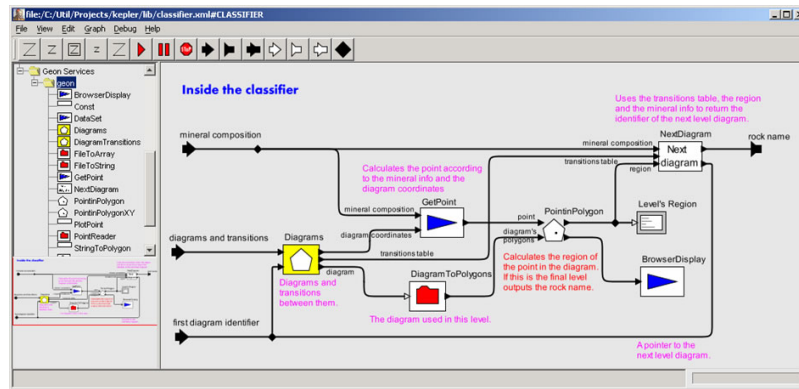 file:/C:/Util/Projects/kepler/lib/classifier.xml#CLASSIFIER
File View Edit Graph Debug Help
Geon Services
geon
BrowserDisplay
Const
DataSet
Diagrams
DiagramTransitions
FileToArray
FileToString
GetPoint
NextDiagram
PointinPolygon
PointinPolygonXY
PlotPoint
PointReader
StringToPolygon
Inside the classifier
Inside the classifier
Uses the transitions table, the region
and the mineral info to return the
identifier of the next level diagram.
mineral composition
mineral composition
transitions table
region
NextDiagram
Next
diagram
rock name
Calculates the point according
to the mineral info and the
diagram coordinates
GetPoint
mineral composition
diagram coordinates
point
diagram's
polygons
PointinPolygon
Level's Region
diagrams and transitions
Diagrams
transitions table
diagram
Diagrams and
transitions
between them.
DiagramToPolygons
The diagram used in this level.
Calculates the region of
the point in the diagram.
If this is the final level
outputs the rock name.
BrowserDisplay
first diagram identifier
A pointer to the
next level diagram.